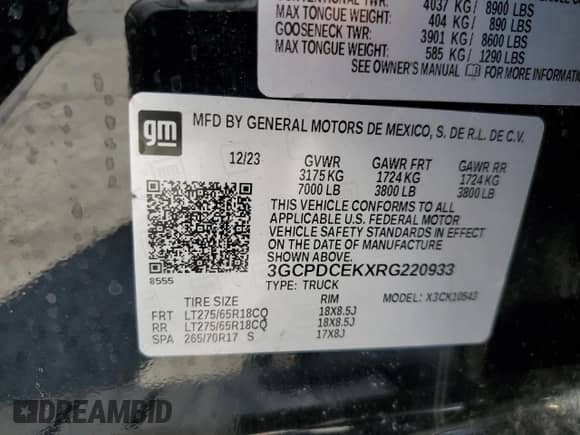 CONVENTIONAL TWR: 4037 KG/ 8900 LBS
MAX TONGUE WEIGHT: 404 KG/ 890 LBS
GOOSENECK TWR: 3901 KG/ 8600 LBS
MAX TONGUE WEIGHT: 585 KG/ 1290 LBS
SEE OWNER'S MANUAL FOR MORE INFORMATION
gm MFD BY GENERAL MOTORS DE MEXICO, S. DE R.L. DE C.V.
12/23 GVWR GAWR FRT GAWR RR
3175 KG 1724 KG 1724 KG
7000 LB 3800 LB 3800 LB
THIS VEHICLE CONFORMS TO ALL
APPLICABLE U.S. FEDERAL MOTOR
VEHICLE SAFETY STANDARDS IN
EFFECT ON THE DATE OF MANUFACTURE
SHOWN ABOVE.
3GCPDCEKXRG220933
8555 TYPE: TRUCK MODEL: X3CK10543
TIRE SIZE RIM
FRT LT275/65R18CQ 18X8.5J
RR LT275/65R18CQ 18X8.5J
SPA 265/70R17 S 17X8J
DREAMBID